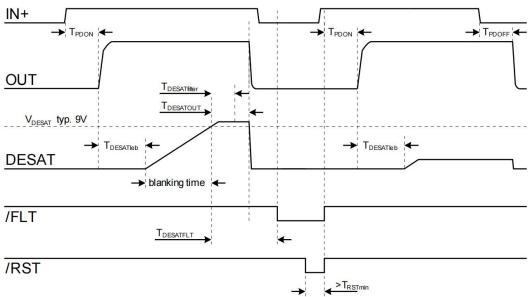 IN+
TPDON
TPDON
TPDOFF
OUT
TDESATfilter
TDESATOUT
VDESAT typ. 9V
TDESATleb
TDESATleb
DESAT
blanking time
/FLT
TDESATFLT
/RST
>TRSTmin